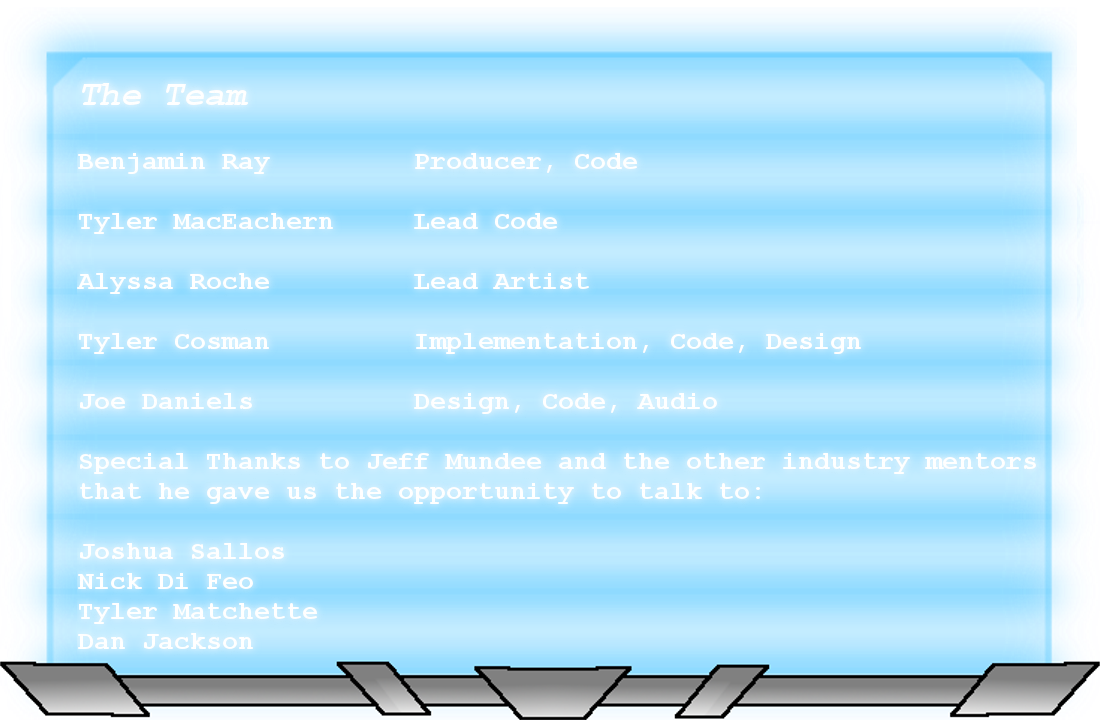 The Team
Benjamin Ray Producer, Code
Tyler MacEachern Lead Code
Alyssa Roche Lead Artist
Tyler Cosman Implementation, Code, Design
Joe Daniels Design, Code, Audio
Special Thanks to Jeff Mundee and the other industry mentors
that he gave us the opportunity to talk to:
Joshua Sallos
Nick Di Feo
Tyler Matchette
Dan Jackson